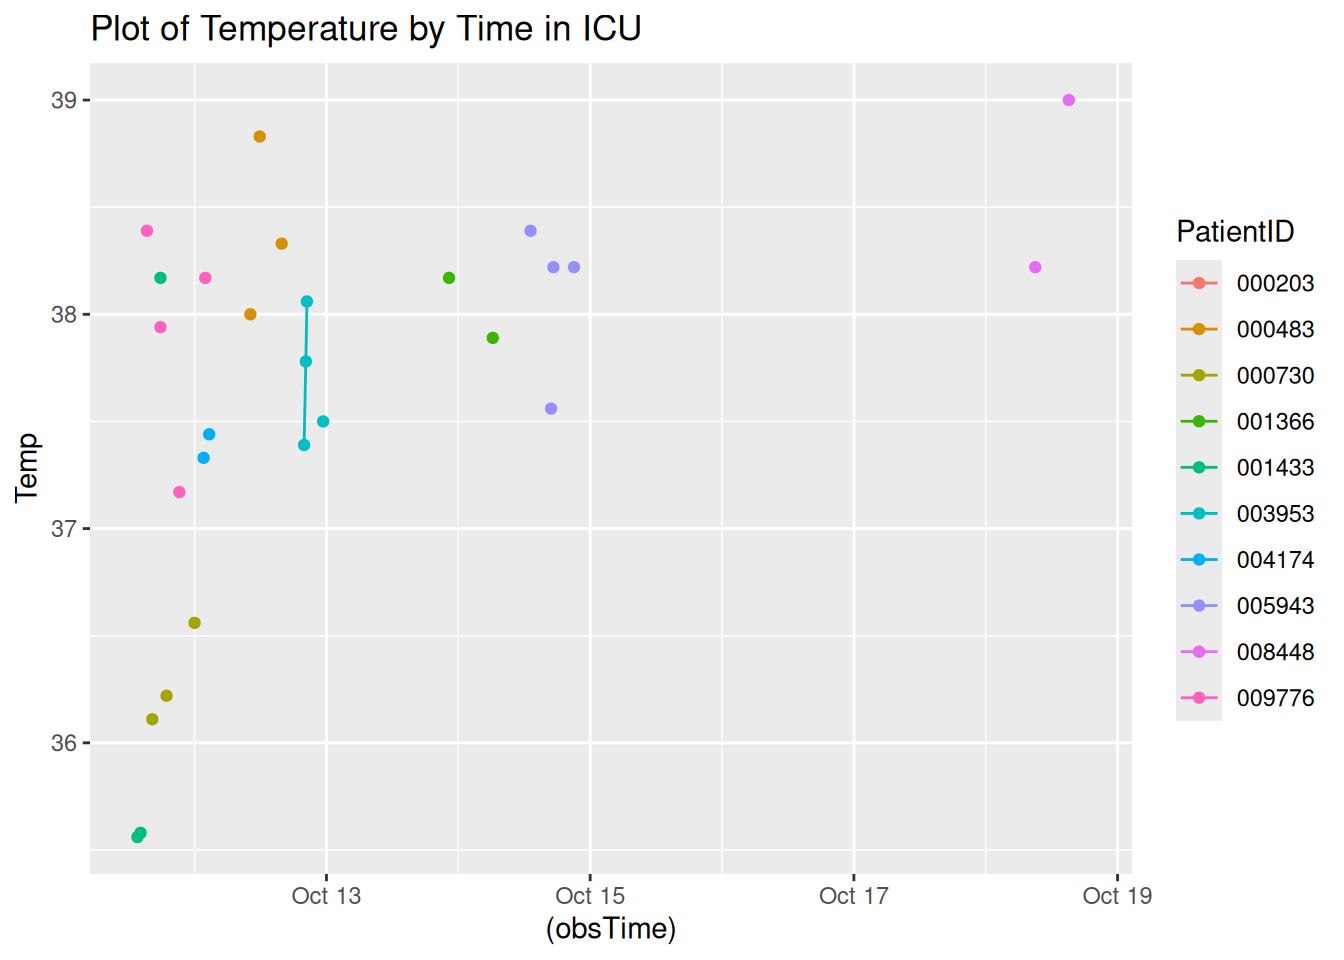 Plot of Temperature by Time in ICU
39
38
37
36
Temp
Oct 13
Oct 15
Oct 17
Oct 19
(obsTime)
PatientID
000203
000483
000730
001366
001433
003953
004174
005943
008448
009776